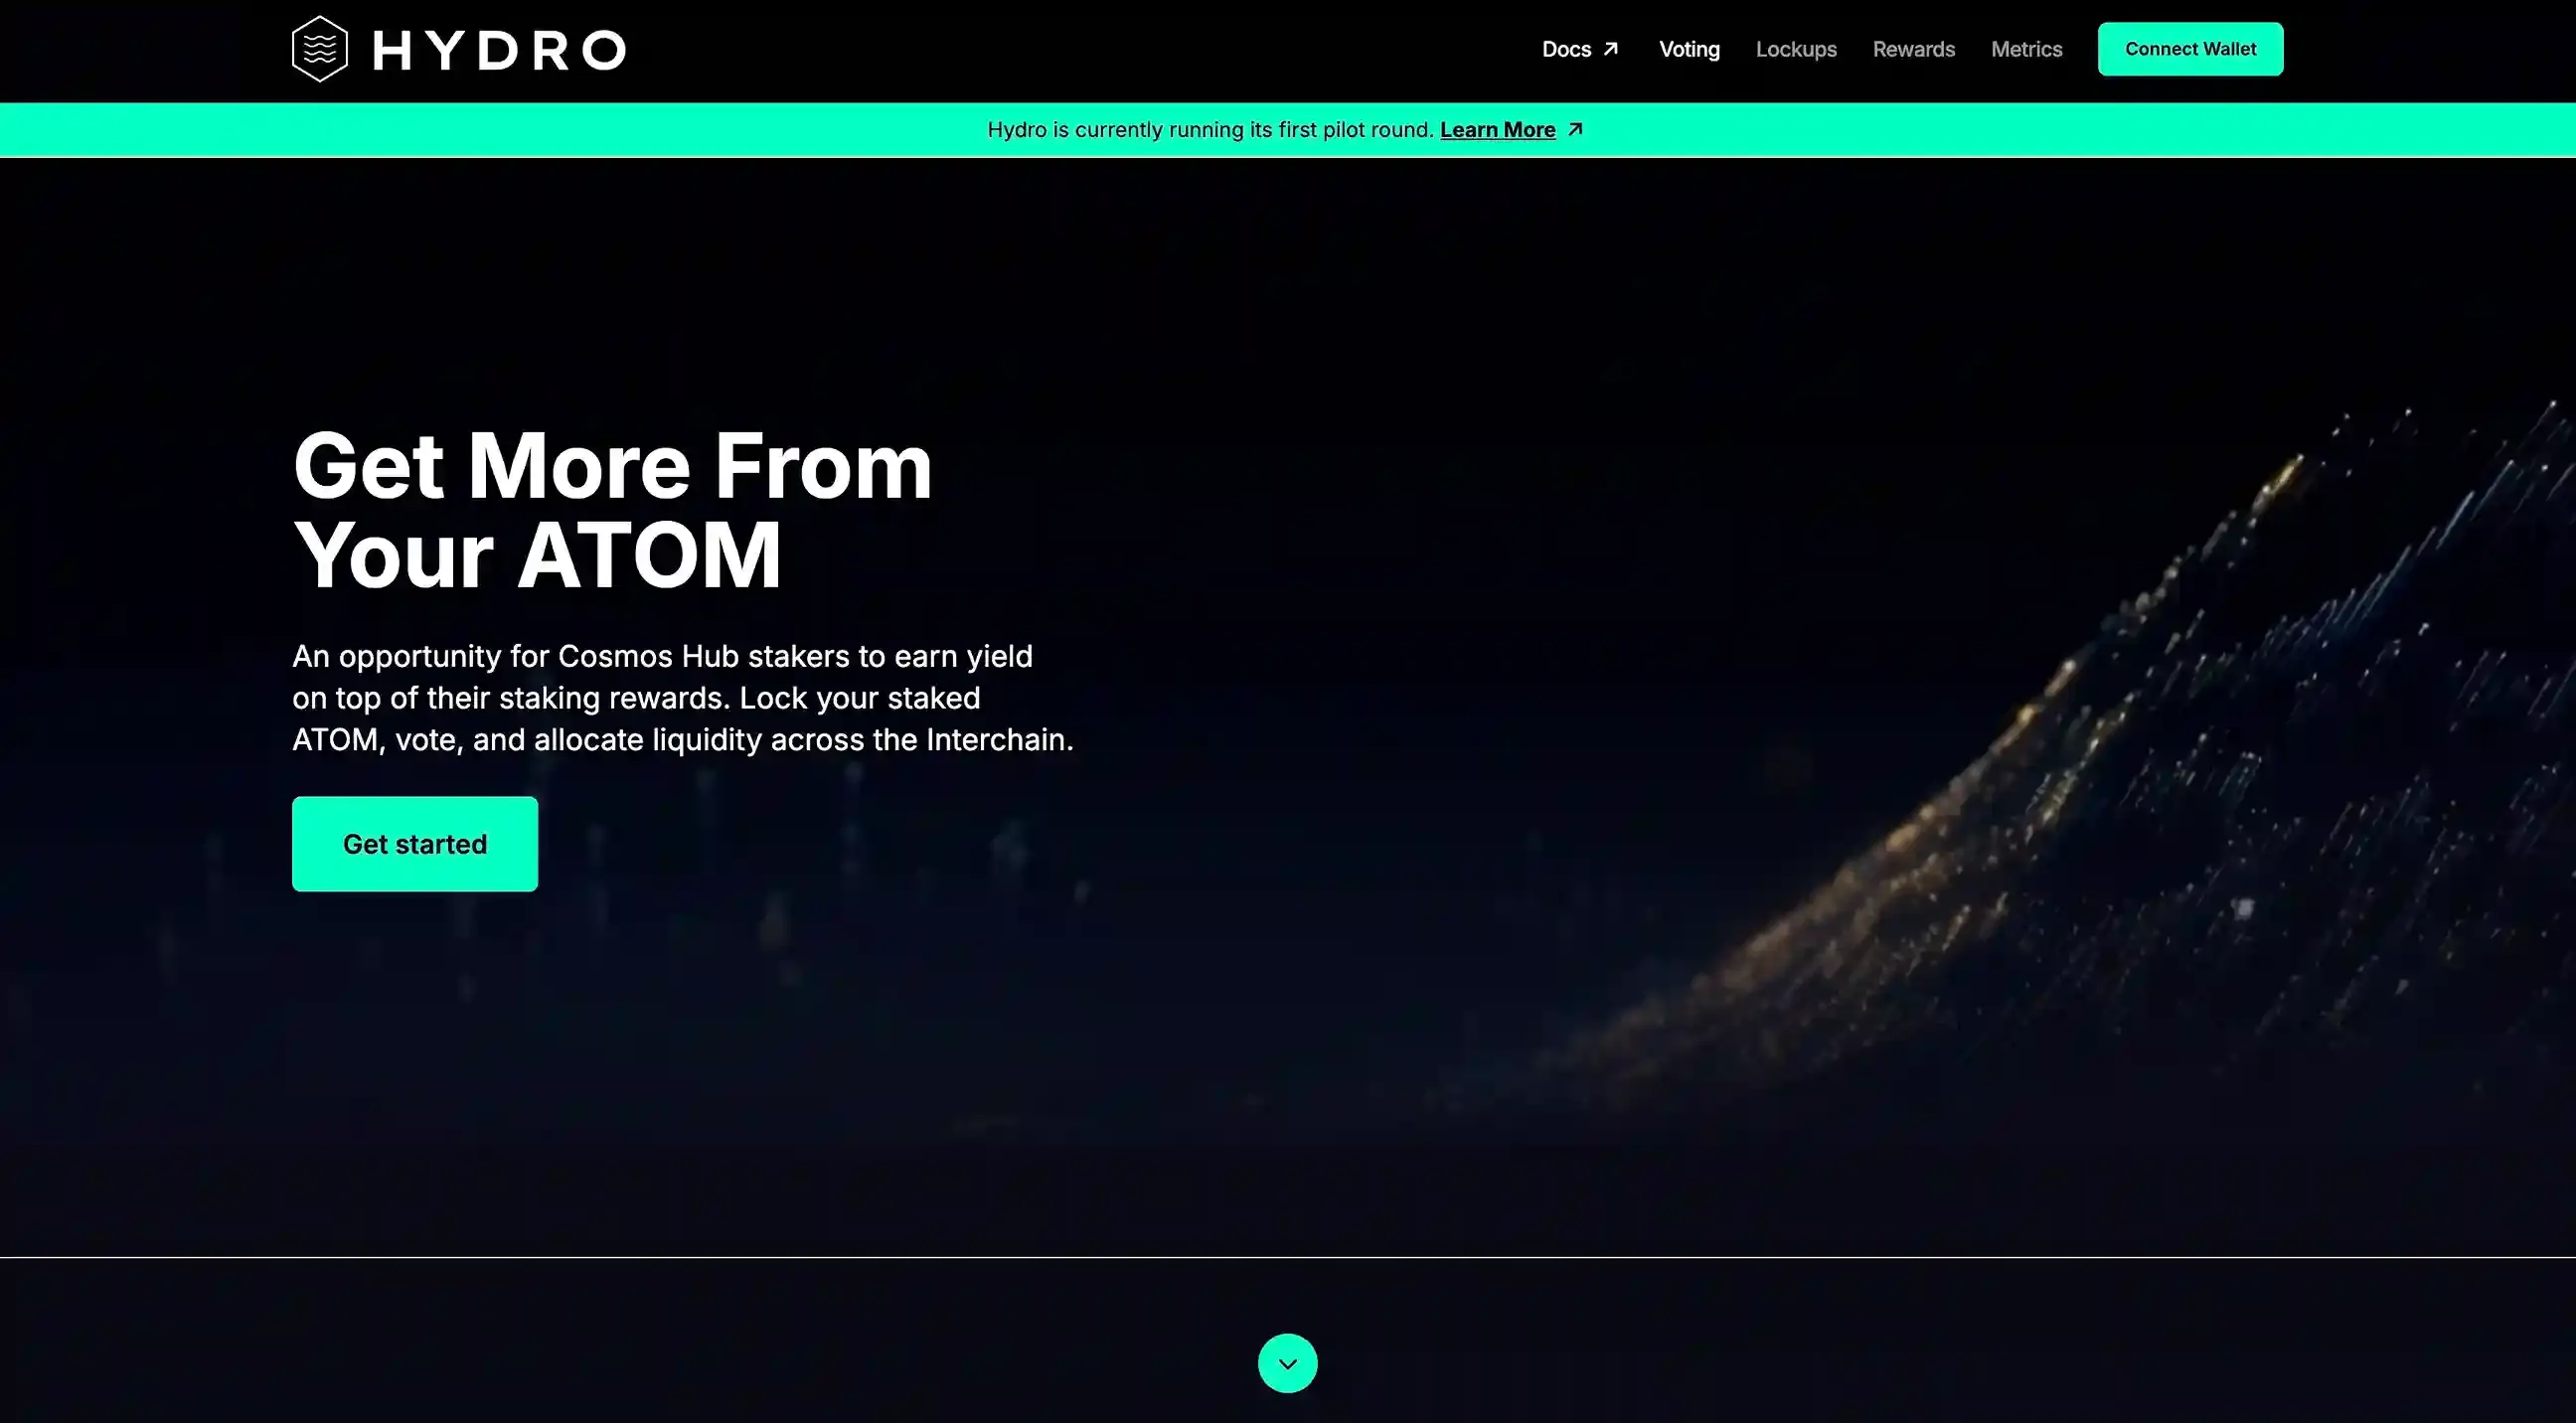 HYDRO
Docs
Voting
Lockups
Rewards
Metrics
Connect Wallet
Hydro is currently running its first pilot round. Learn More
Get More From
Your ATOM
An opportunity for Cosmos Hub stakers to earn yield
on top of their staking rewards. Lock your staked
ATOM, vote, and allocate liquidity across the Interchain.
Get started